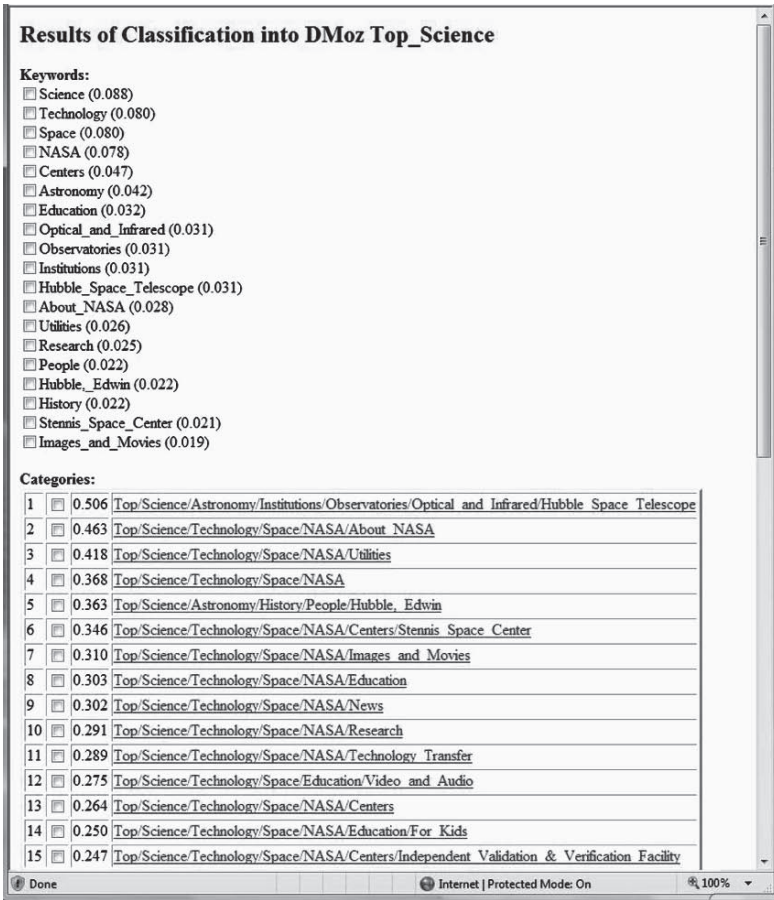 Results of Classification into DMoz Top_Science
Keywords:
Science (0.088)
Technology (0.080)
Space (0.080)
NASA (0.078)
Centers (0.047)
Astronomy (0.042)
Education (0.032)
Optical_and_Infrared (0.031)
Observatories (0.031)
Institutions (0.031)
Hubble_Space_Telescope (0.031)
About_NASA (0.028)
Utilities (0.026)
Research (0.025)
People (0.022)
Hubble,_Edwin (0.022)
History (0.022)
Stennis_Space_Center (0.021)
Images_and_Movies (0.019)
Categories:
1 0.506 Top/Science/Astronomy/Institutions/Observatories/Optical_and_Infrared/Hubble_Space_Telescope
2 0.463 Top/Science/Technology/Space/NASA/About_NASA
3 0.418 Top/Science/Technology/Space/NASA/Utilities
4 0.368 Top/Science/Technology/Space/NASA
5 0.363 Top/Science/Astronomy/History/People/Hubble,_Edwin
6 0.346 Top/Science/Technology/Space/NASA/Centers/Stennis_Space_Center
7 0.310 Top/Science/Technology/Space/NASA/Images_and_Movies
8 0.303 Top/Science/Technology/Space/NASA/Education
9 0.302 Top/Science/Technology/Space/NASA/News
10 0.291 Top/Science/Technology/Space/NASA/Research
11 0.289 Top/Science/Technology/Space/NASA/Technology_Transfer
12 0.275 Top/Science/Technology/Space/Education/Video_and_Audio
13 0.264 Top/Science/Technology/Space/NASA/Centers
14 0.250 Top/Science/Technology/Space/NASA/Education/For_Kids
15 0.247 Top/Science/Technology/Space/NASA/Centers/Independent_Validation_&_Verification_Facility
Done Internet | Protected Mode: On 100%